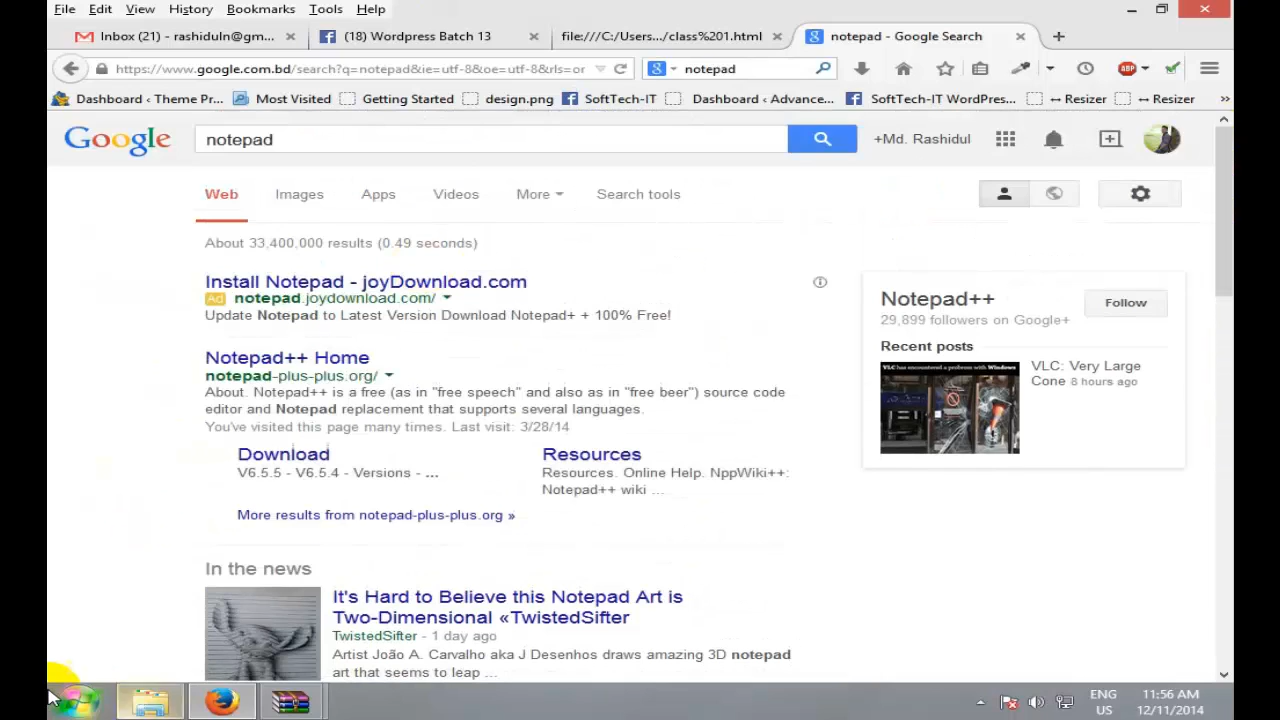 File Edit View History Bookmarks Tools Help
Inbox (21) - rashiduln@gm... (18) Wordpress Batch 13 file:///C:/Users.../class%201.html notepad - Google Search
https://www.google.com.bd/search?q=notepad&ie=utf-8&oe=utf-8&rls=or notepad ABP
Dashboard ‹ Theme Pr... Most Visited Getting Started design.png SoftTech-IT Dashboard ‹ Advance... SoftTech-IT WordPres... ↔ Resizer ↔ Resizer »
Google notepad +Md. Rashidul
Web Images Apps Videos More Search tools
About 33,400,000 results (0.49 seconds)
Install Notepad - joyDownload.com
Ad notepad.joydownload.com/
Update Notepad to Latest Version Download Notepad+ + 100% Free!
Notepad++ Home
notepad-plus-plus.org/
About. Notepad++ is a free (as in "free speech" and also as in "free beer") source code
editor and Notepad replacement that supports several languages.
You've visited this page many times. Last visit: 3/28/14
Download
V6.5.5 - V6.5.4 - Versions - ...
Resources
Resources. Online Help. NppWiki++:
Notepad++ wiki ...
More results from notepad-plus-plus.org »
In the news
It's Hard to Believe this Notepad Art is
Two-Dimensional «TwistedSifter
TwistedSifter - 1 day ago
Artist João A. Carvalho aka J Desenhos draws amazing 3D notepad
art that seems to leap ...
Notepad++ Follow
29,899 followers on Google+
Recent posts
VLC has encountered a problem with Windows
VLC: Very Large
Cone 8 hours ago
ENG 11:56 AM
US 12/11/2014